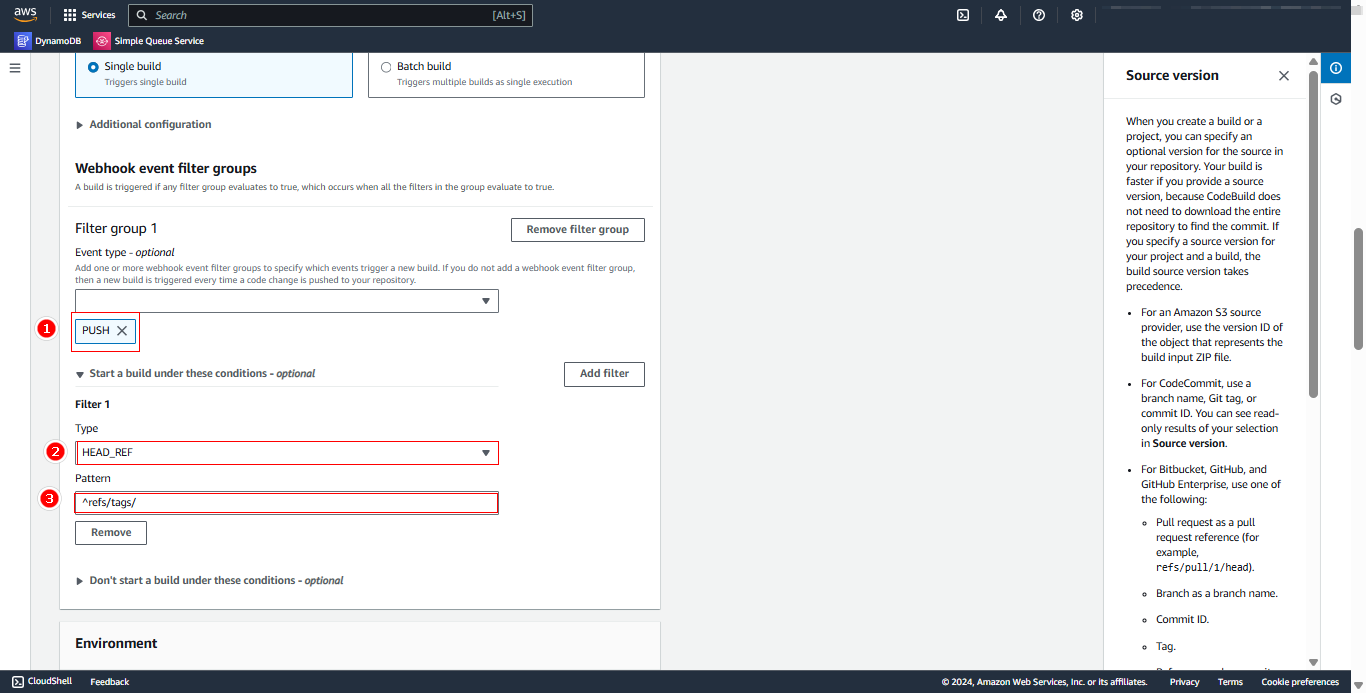 aws
Services
Search
[Alt+S]
DynamoDB
Simple Queue Service
Single build
Triggers single build
Batch build
Triggers multiple builds as single execution
Additional configuration
Webhook event filter groups
A build is triggered if any filter group evaluates to true, which occurs when all the filters in the group evaluate to true.
Filter group 1
Remove filter group
Event type - optional
Add one or more webhook event filter groups to specify which events trigger a new build. If you do not add a webhook event filter group,
then a new build is triggered every time a code change is pushed to your repository.
1
PUSH
Start a build under these conditions - optional
Add filter
Filter 1
Type
2
HEAD_REF
Pattern
3
^refs/tags/
Remove
Don't start a build under these conditions - optional
Environment
Source version
When you create a build or a
project, you can specify an
optional version for the source in
your repository. Your build is
faster if you provide a source
version, because CodeBuild does
not need to download the entire
repository to find the commit. If
you specify a source version for
your project and a build, the
build source version takes
precedence.
• For an Amazon S3 source
provider, use the version ID of
the object that represents the
build input ZIP file.
• For CodeCommit, use a
branch name, Git tag, or
commit ID. You can see read-
only results of your selection
in Source version.
• For Bitbucket, GitHub, and
GitHub Enterprise, use one of
the following:
◦ Pull request as a pull
request reference (for
example,
refs/pull/1/head).
◦ Branch as a branch name.
◦ Commit ID.
◦ Tag.
CloudShell
Feedback
© 2024, Amazon Web Services, Inc. or its affiliates.
Privacy
Terms
Cookie preferences